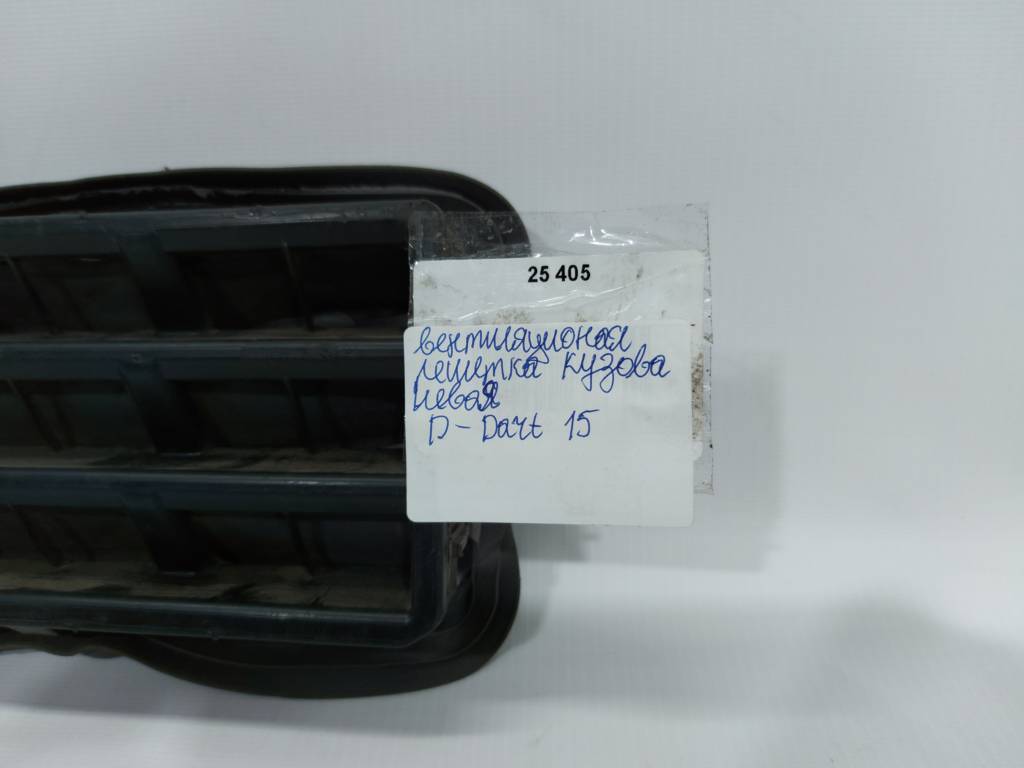 25 405
вентиляционая
решетка кузова
левая
D-Dart 15